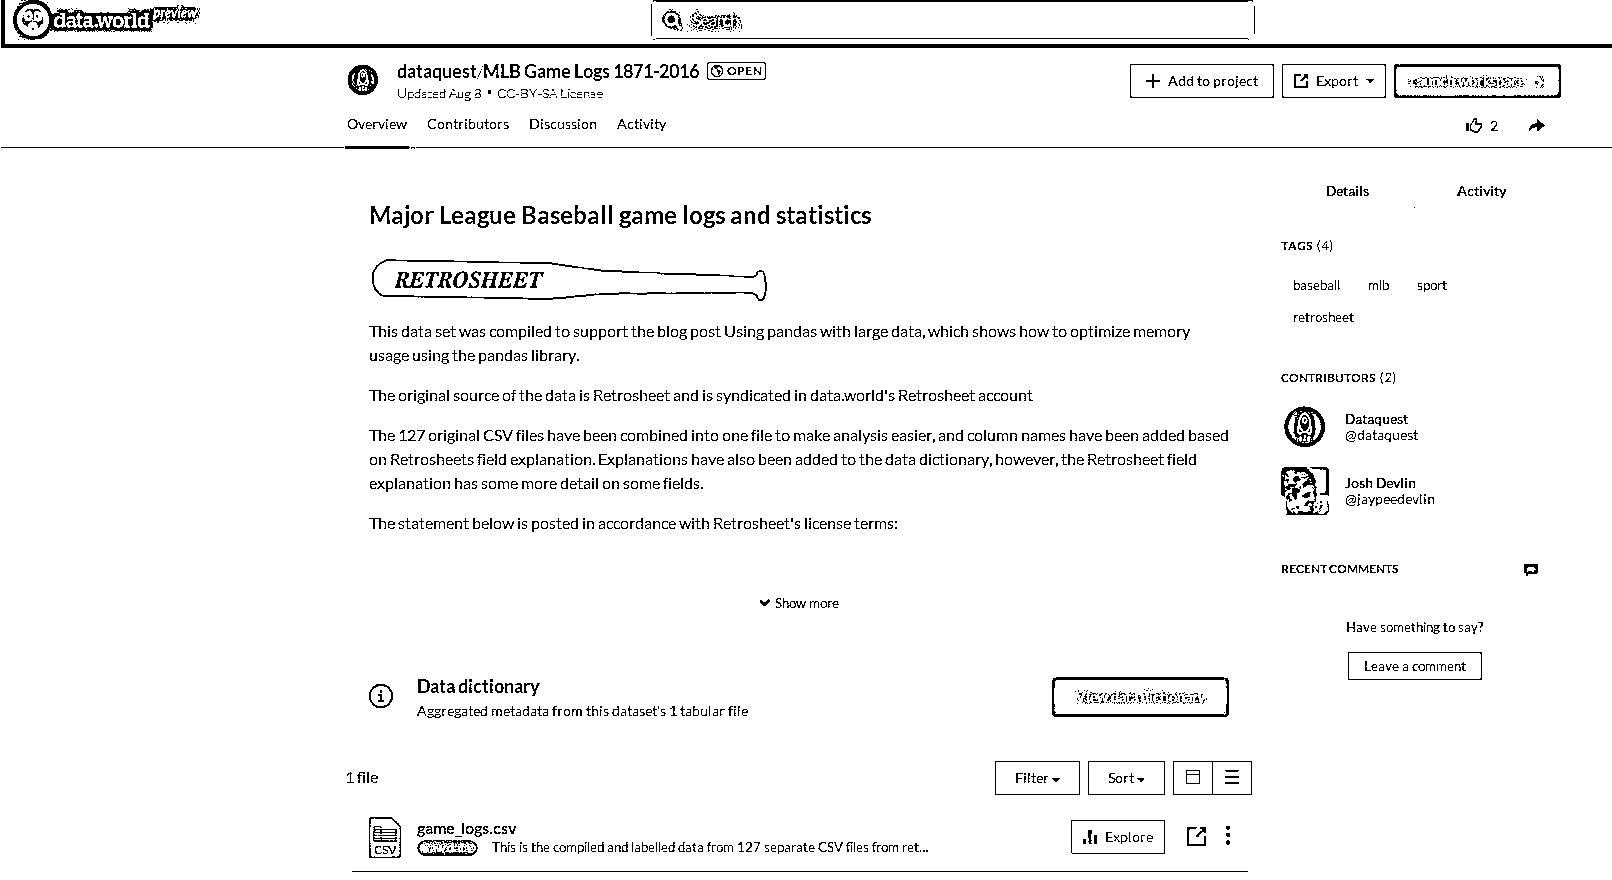 data.world preview
Search
dataquest/MLB Game Logs 1871-2016 OPEN
Updated Aug 8 • CC-BY-SA License
Add to project
Export
Launch workspace
Overview Contributors Discussion Activity
2
Details Activity
Major League Baseball game logs and statistics
RETROSHEET
This data set was compiled to support the blog post Using pandas with large data, which shows how to optimize memory
usage using the pandas library.
The original source of the data is Retrosheet and is syndicated in data.world's Retrosheet account
The 127 original CSV files have been combined into one file to make analysis easier, and column names have been added based
on Retrosheets field explanation. Explanations have also been added to the data dictionary, however, the Retrosheet field
explanation has some more detail on some fields.
The statement below is posted in accordance with Retrosheet's license terms:
Show more
TAGS (4)
baseball mlb sport
retrosheet
CONTRIBUTORS (2)
Dataquest
@dataquest
Josh Devlin
@jaypeedevlin
RECENT COMMENTS
Have something to say?
Leave a comment
Data dictionary
Aggregated metadata from this dataset's 1 tabular file
View data dictionary
1 file
Filter
Sort
game_logs.csv
CSV
This is the compiled and labelled data from 127 separate CSV files from ret...
Explore